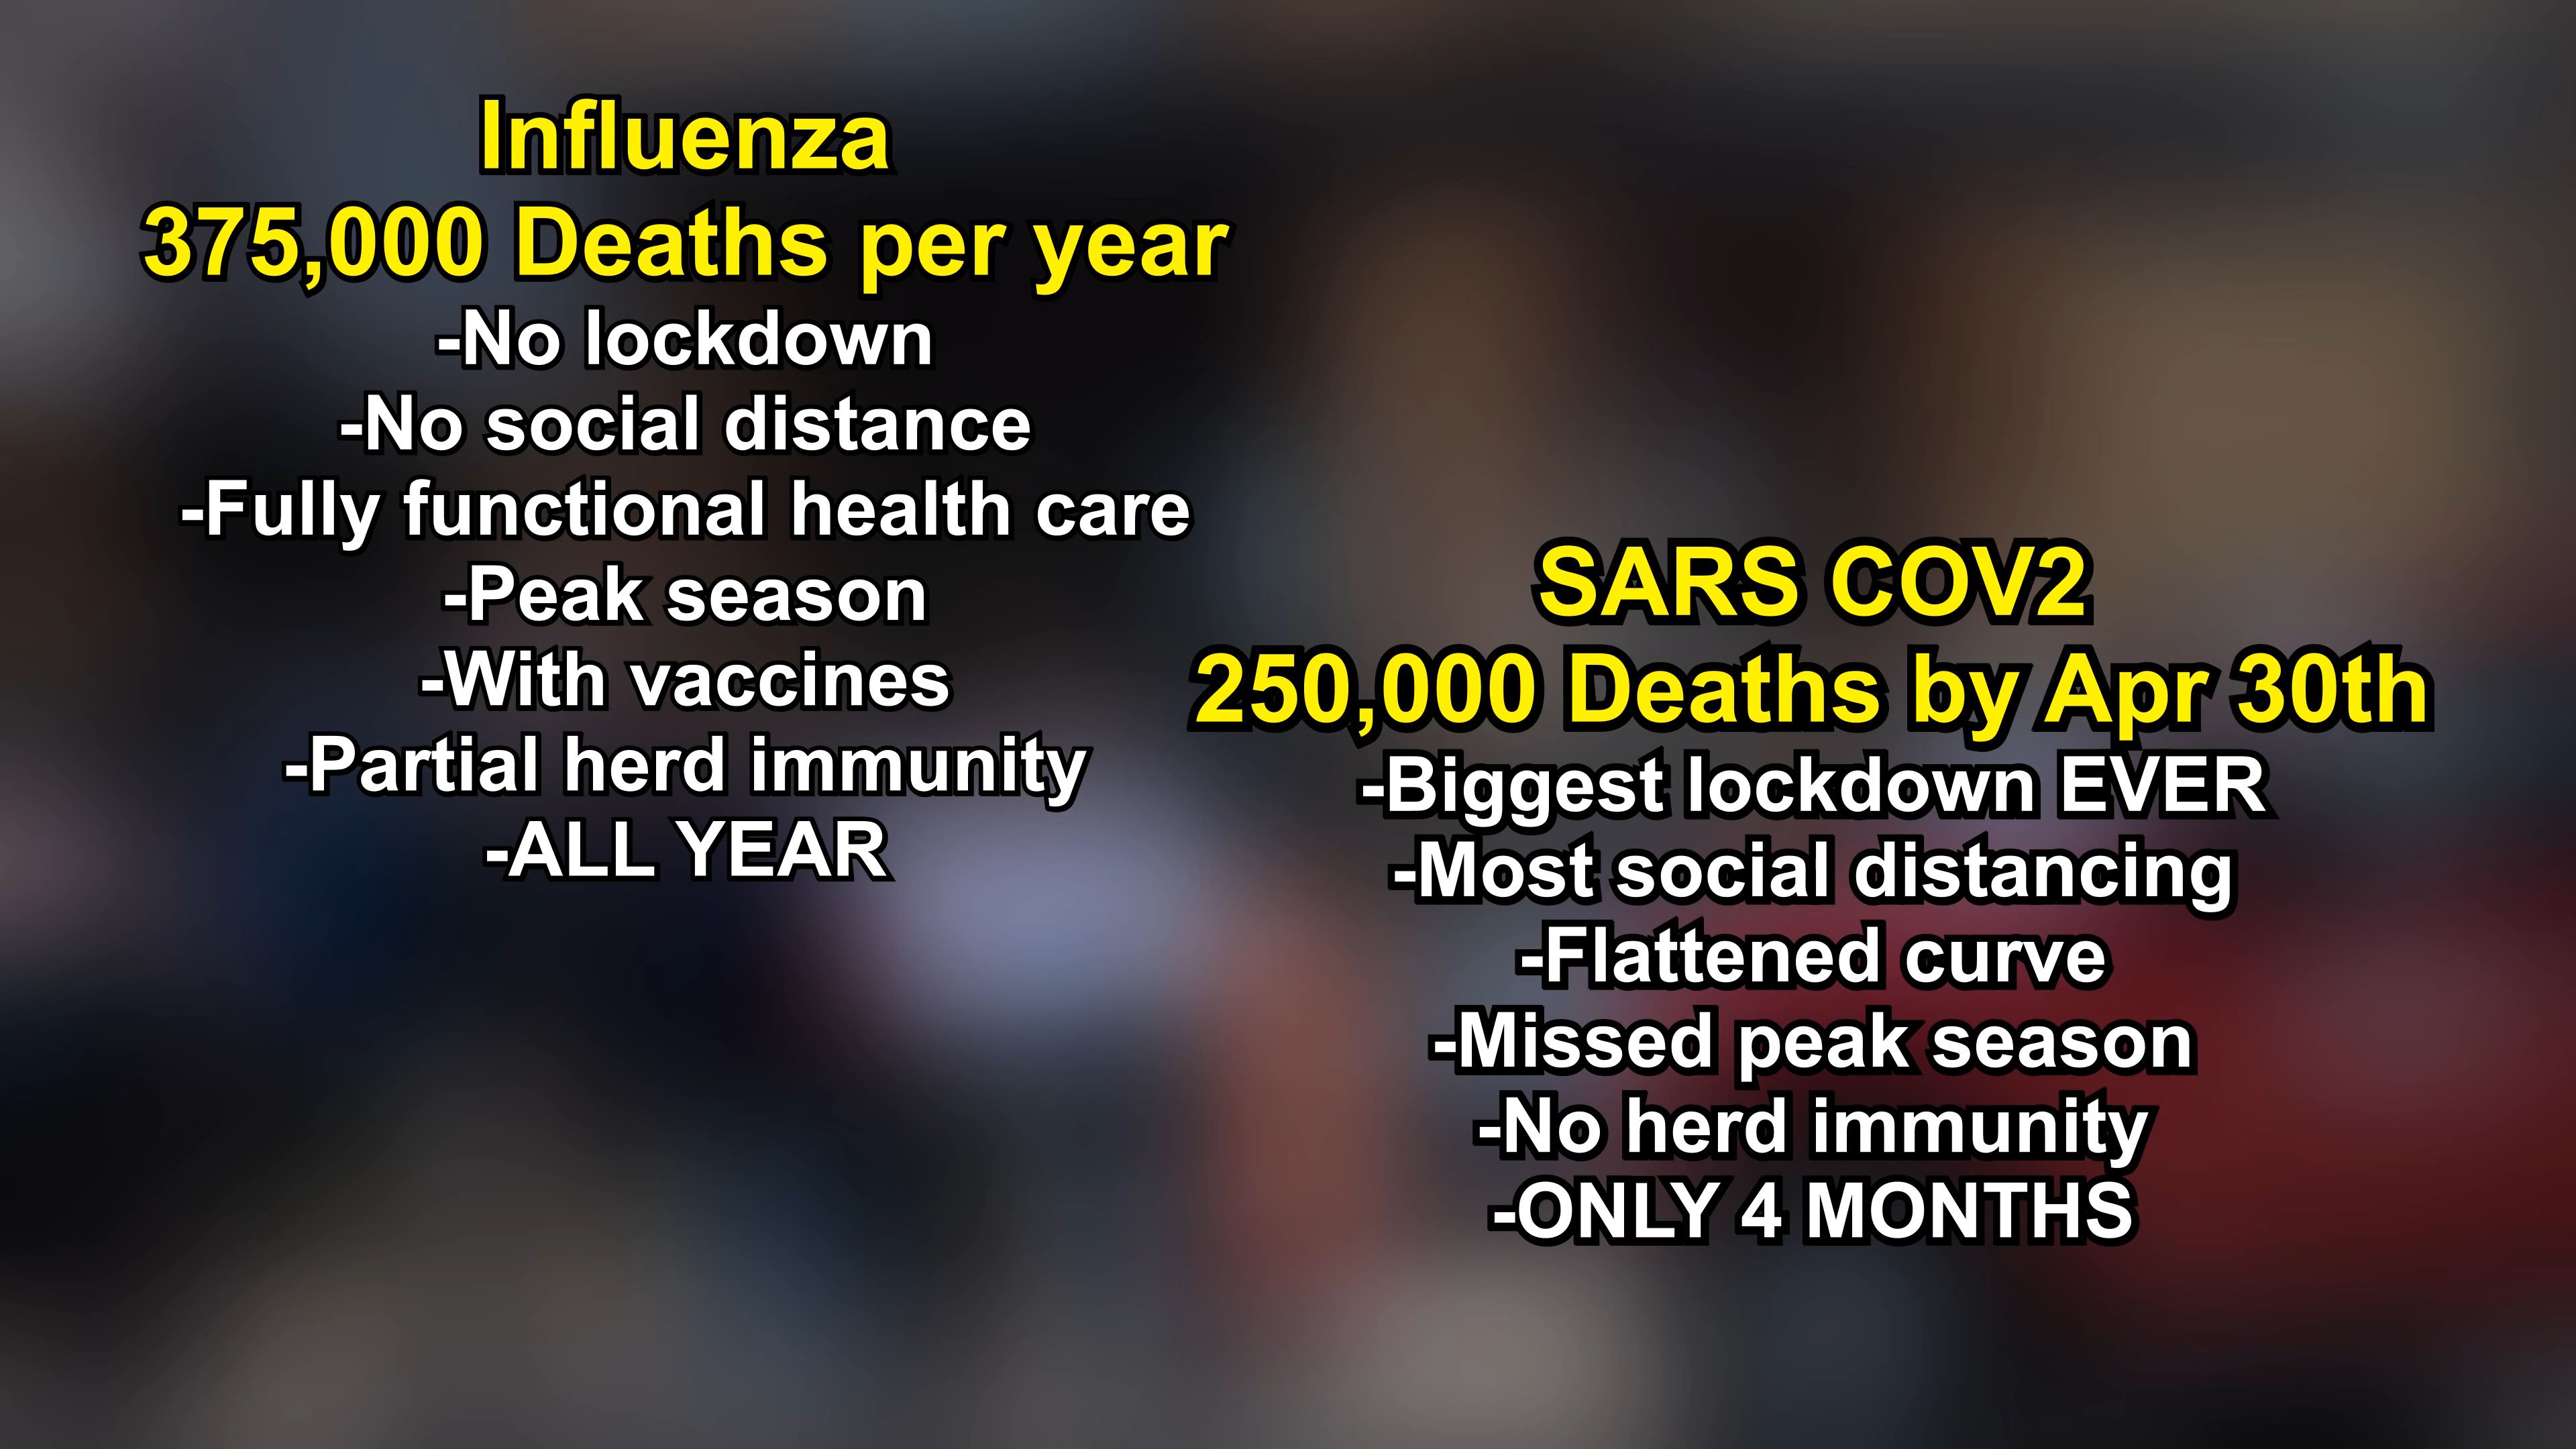 Influenza
375,000 Deaths per year
-No lockdown
-No social distance
-Fully functional health care
-Peak season
-With vaccines
-Partial herd immunity
-ALL YEAR
SARS COV2
250,000 Deaths by Apr 30th
-Biggest lockdown EVER
-Most social distancing
-Flattened curve
-Missed peak season
-No herd immunity
-ONLY 4 MONTHS